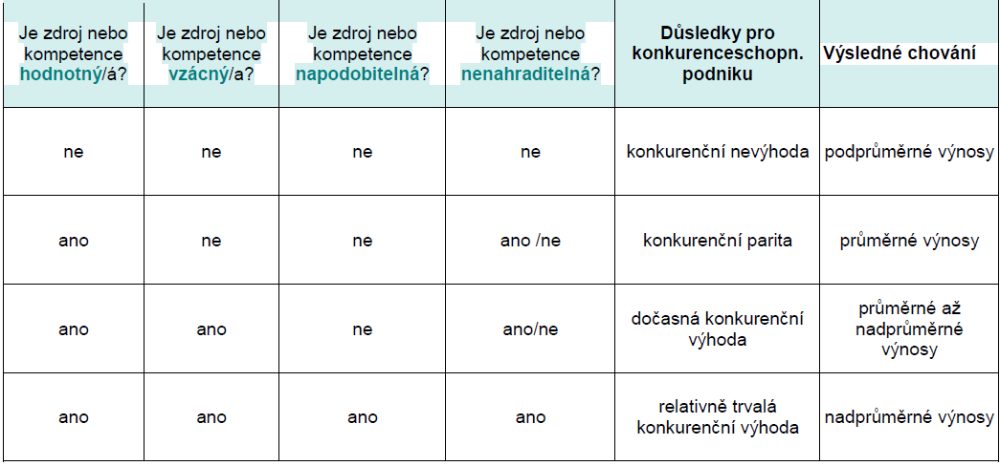 Je zdroj nebo
kompetence
hodnotný/á?
Je zdroj nebo
kompetence
vzácný/a?
Je zdroj nebo
kompetence
napodobitelná?
Je zdroj nebo
kompetence
nenahraditelná?
Důsledky pro
konkurenceschopn.
podniku
Výsledné chování
ne
ne
ne
ne
konkurenční nevýhoda
podprůměrné výnosy
ano
ne
ne
ano /ne
konkurenční parita
průměrné výnosy
ano
ano
ne
ano/ne
dočasná konkurenční
výhoda
průměrné až
nadprůměrné
výnosy
ano
ano
ano
ano
relativně trvalá
konkurenční výhoda
nadprůměrné výnosy